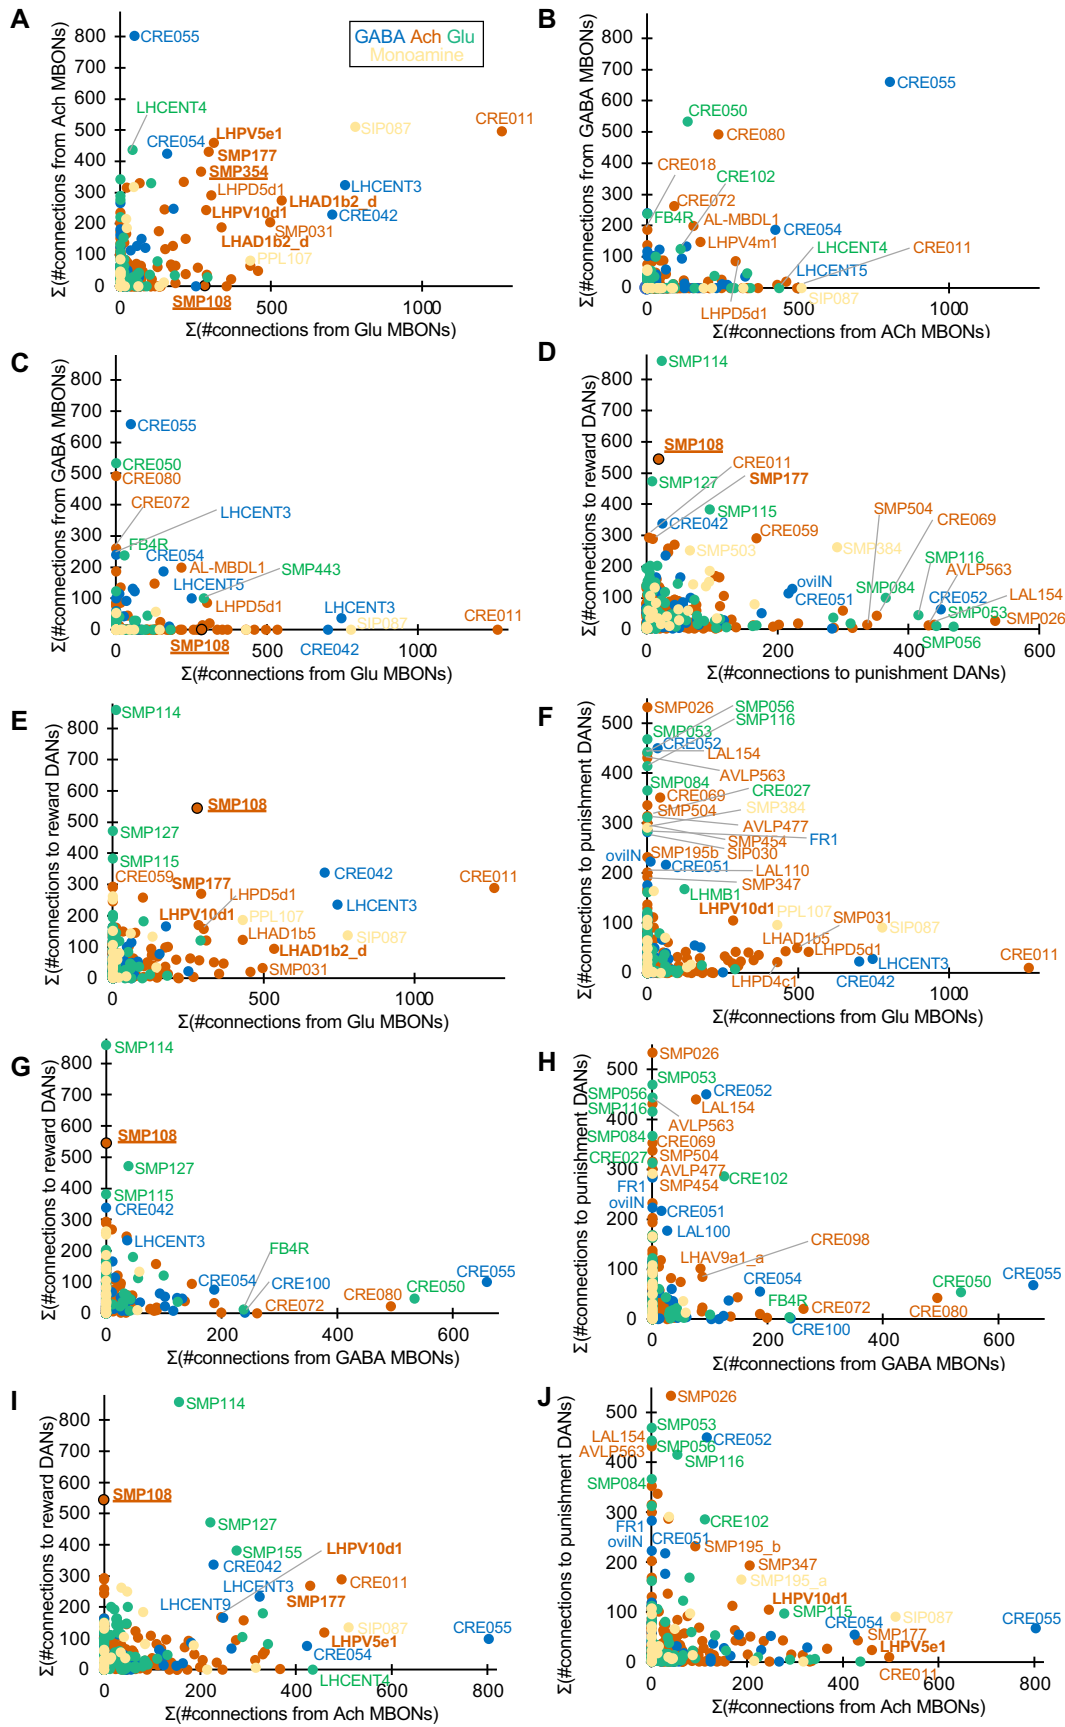 A
Σ(#connections from Ach MBONs)
800
700
600
500
400
300
200
100
0
0
500
1000
Σ(#connections from Glu MBONs)
GABA Ach Glu
Monoamine
CRE055
LHCENT4
CRE054
LHPV5e1
SMP177
SMP354
LHPD5d1
LHPV10d1
LHAD1b2_d
SIP087
CRE011
LHCENT3
LHAD1b2_d
CRE042
SMP031
PPL107
SMP108
B
Σ(#connections from GABA MBONs)
800
700
600
500
400
300
200
100
0
0
500
1000
Σ(#connections from ACh MBONs)
CRE055
CRE050
CRE080
CRE018
CRE102
CRE072
FB4R
AL-MBDL1
LHPV4m1
CRE054
LHCENT4
CRE011
LHCENT5
SIP087
LHPD5d1
C
Σ(#connections from GABA MBONs)
800
700
600
500
400
300
200
100
0
0
500
1000
Σ(#connections from Glu MBONs)
CRE055
CRE050
CRE080
CRE072
LHCENT3
FB4R
CRE054
AL-MBDL1
SMP443
LHCENT5
LHPD5d1
LHCENT3
CRE011
SIP087
SMP108
CRE042
D
Σ(#connections to reward DANs)
800
700
600
500
400
300
200
100
0
0
200
400
600
Σ(#connections to punishment DANs)
SMP114
SMP108
CRE011
SMP177
SMP127
SMP115
CRE042
CRE059
SMP503
SMP384
SMP504
CRE069
SMP116
AVLP563
oviIN
CRE051
SMP084
CRE052
LAL154
SMP053
SMP026
SMP056
E
Σ(#connections to reward DANs)
800
700
600
500
400
300
200
100
0
0
500
1000
Σ(#connections from Glu MBONs)
SMP114
SMP108
SMP127
SMP115
CRE059
SMP177
LHPD5d1
CRE042
CRE011
LHCENT3
LHPV10d1
PPL107
LHAD1b5
SIP087
LHAD1b2_d
SMP031
F
Σ(#connections to punishment DANs)
500
400
300
200
100
0
0
500
1000
Σ(#connections from Glu MBONs)
SMP026
SMP056
SMP116
SMP053
CRE052
LAL154
AVLP563
SMP084
CRE027
CRE069
SMP384
SMP504
AVLP477
SMP454
FR1
SIP030
oviIN
SMP195b
CRE051
LAL110
SMP347
LHMB1
LHPV10d1
PPL107
SMP031
SIP087
LHAD1b5
LHPD5d1
LHCENT3
CRE011
LHPD4c1
CRE042
G
Σ(#connections to reward DANs)
800
700
600
500
400
300
200
100
0
0
200
400
600
Σ(#connections from GABA MBONs)
SMP114
SMP108
SMP127
SMP115
CRE042
LHCENT3
FB4R
CRE054
CRE100
CRE072
CRE080
CRE050
CRE055
H
Σ(#connections to punishment DANs)
500
400
300
200
100
0
0
200
400
600
Σ(#connections from GABA MBONs)
SMP026
SMP053
SMP056
CRE052
SMP116
LAL154
AVLP563
SMP084
CRE069
SMP504
CRE027
AVLP477
FR1
SMP454
CRE102
oviIN
CRE051
LAL100
CRE098
LHAV9a1_a
CRE054
CRE055
CRE050
FB4R
CRE072
CRE080
CRE100
I
Σ(#connections to reward DANs)
800
700
600
500
400
300
200
100
0
0
200
400
600
800
Σ(#connections from Ach MBONs)
SMP114
SMP108
SMP127
SMP155
LHPV10d1
CRE042
LHCENT3
CRE011
LHCENT9
SMP177
SIP087
LHPV5e1
CRE055
CRE054
LHCENT4
J
Σ(#connections to punishment DANs)
500
400
300
200
100
0
0
200
400
600
800
Σ(#connections from Ach MBONs)
SMP026
SMP053
LAL154
CRE052
SMP056
AVLP563
SMP116
SMP084
CRE102
FR1
oviIN
CRE051
SMP195_b
SMP347
SMP195_a
LHPV10d1
SMP115
SIP087
CRE054
CRE055
SMP177
LHPV5e1
CRE011